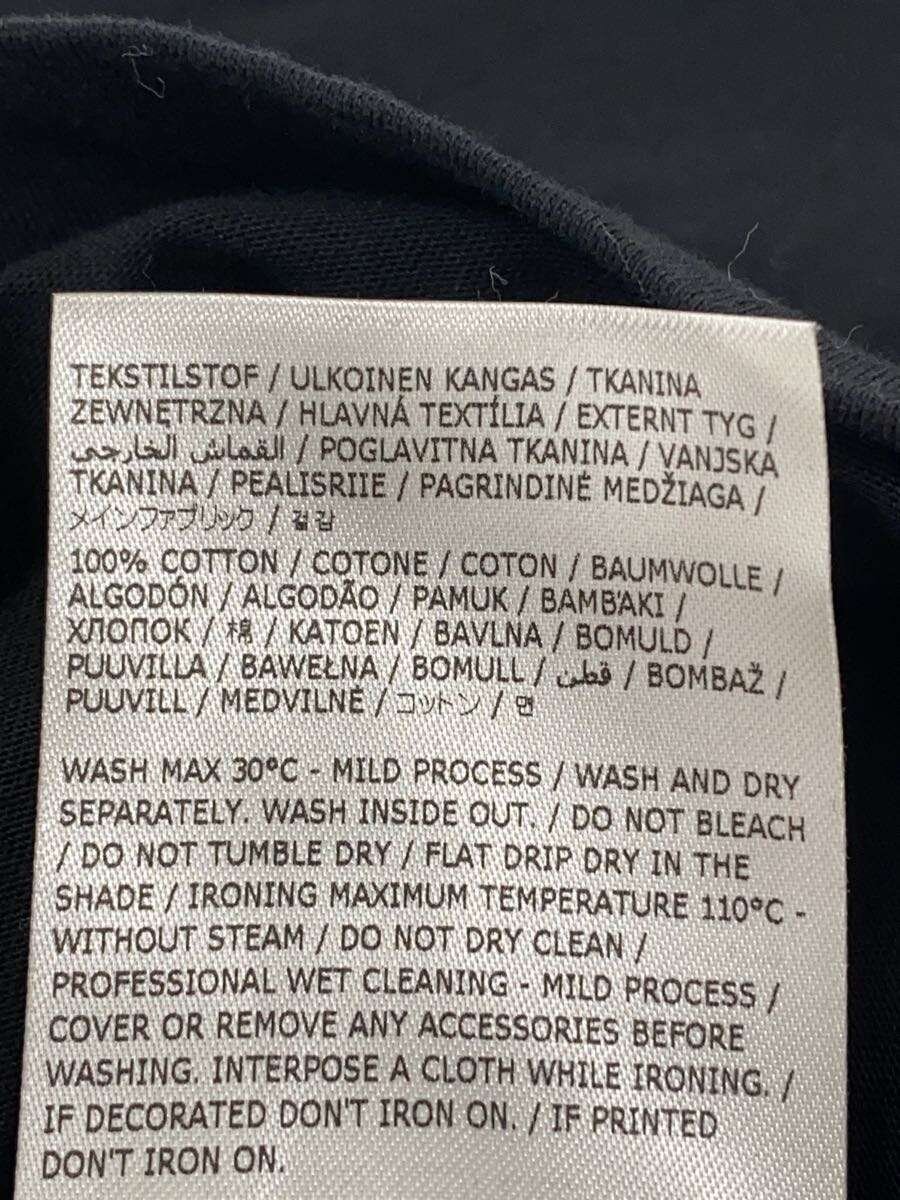 TEKSTILSTOF / ULKOINEN KANGAS / TKANINA
ZEWNĘTRZNA / HLAVNÁ TEXTÍLIA / EXTERNT TYG /
القماش الخارجي / POGLAVITNA TKANINA / VANJSKA
TKANINA / PEALISRIIE / PAGRINDINĖ MEDŽIAGA /
メインファブリック / 겉감
100% COTTON / COTONE / COTON / BAUMWOLLE /
ALGODÓN / ALGODÃO / PAMUK / BAMBAKI /
ХЛОПОК / 棉 / KATOEN / BAVLNA / BOMULD /
PUUVILLA / BAWEŁNA / BOMULL / قطن / BOMBAŽ /
PUUVILL / MEDVILNĖ / コットン / 면
WASH MAX 30°C - MILD PROCESS / WASH AND DRY
SEPARATELY. WASH INSIDE OUT. / DO NOT BLEACH
/ DO NOT TUMBLE DRY / FLAT DRIP DRY IN THE
SHADE / IRONING MAXIMUM TEMPERATURE 110°C -
WITHOUT STEAM / DO NOT DRY CLEAN /
PROFESSIONAL WET CLEANING - MILD PROCESS /
COVER OR REMOVE ANY ACCESSORIES BEFORE
WASHING. INTERPOSE A CLOTH WHILE IRONING. /
IF DECORATED DON'T IRON ON. / IF PRINTED
DON'T IRON ON.